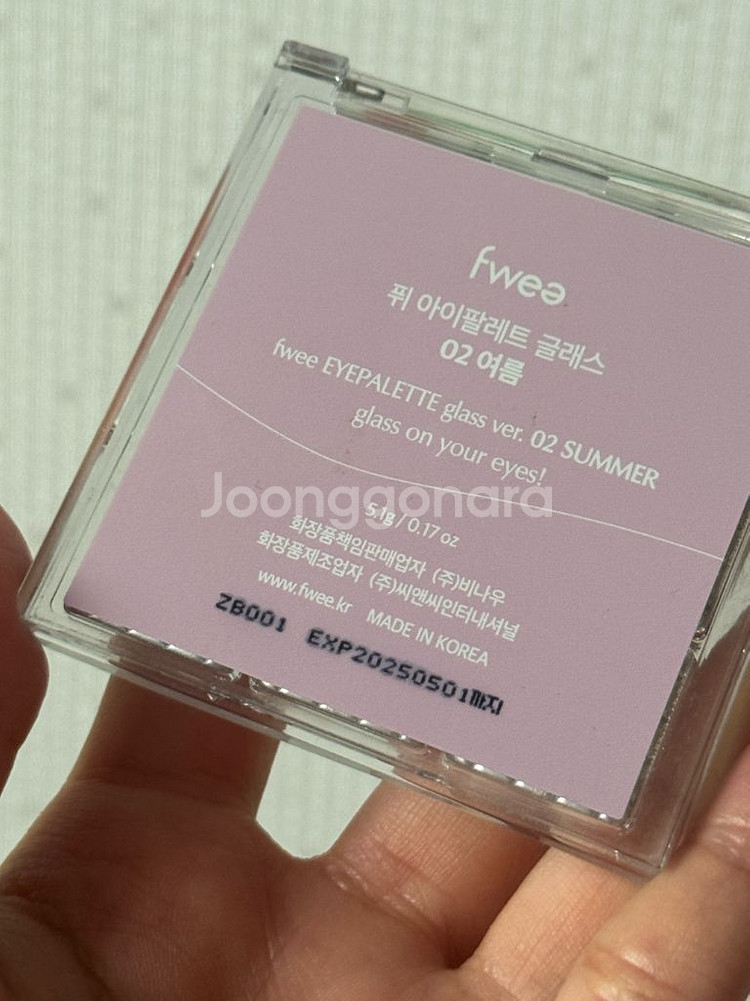 fwee
퓌 아이팔레트 글래스
02 여름
fwee EYEPALETTE glass ver. 02 SUMMER
glass on your eyes!
Joonggonara
5.1g / 0.17 oz
화장품책임판매업자 (주)비나우
화장품제조업자 (주)씨앤씨인터내셔널
www.fwee.kr MADE IN KOREA
ZB001 EXP20250501까지